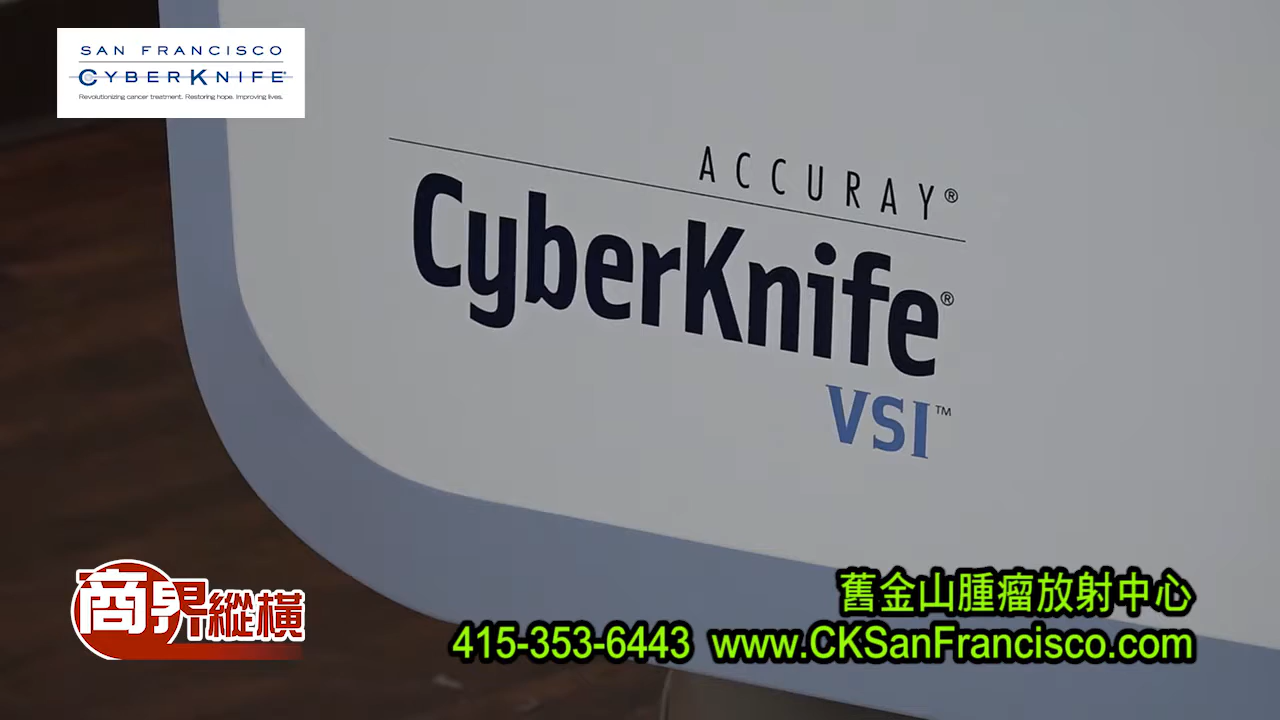 SAN FRANCISCO
CYBERKNIFE®
Revolutionizing cancer treatment. Restoring hope. Improving lives.
ACCURAY®
CyberKnife®
VSI™
商界縱橫
舊金山腫瘤放射中心
415-353-6443 www.CKSanFrancisco.com